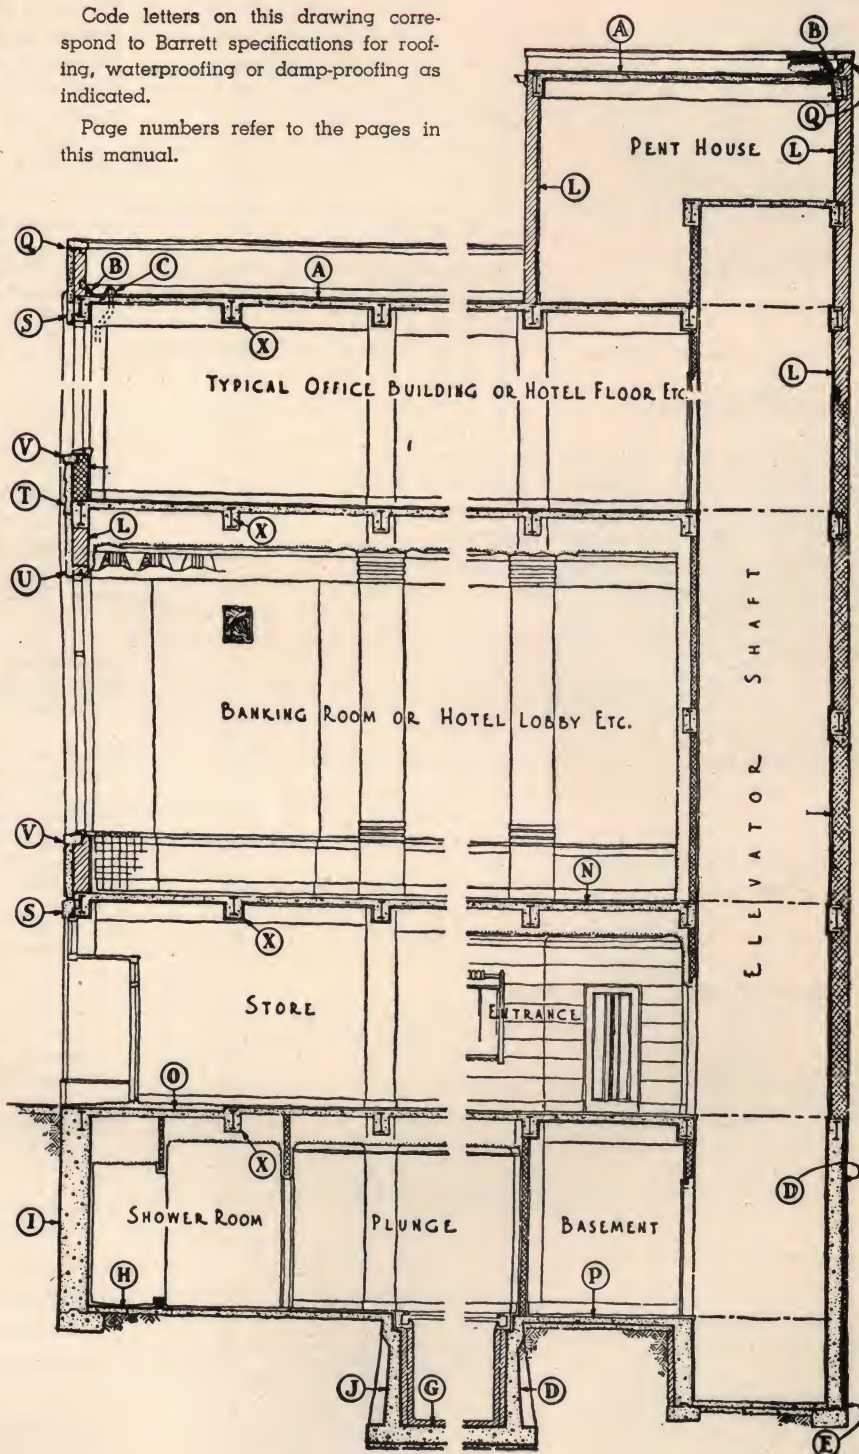 Code letters on this drawing corre-
spond to Barrett specifications for roof-
ing, waterproofing or damp-proofing as
indicated.
Page numbers refer to the pages in
this manual.
A
B
Q
PENT HOUSE
L
L
Q
B
C
A
S
X
TYPICAL OFFICE BUILDING OR HOTEL FLOOR ETC.
L
V
T
L
X
U
BANKING ROOM OR HOTEL LOBBY ETC.
ELEVATOR SHAFT
V
N
S
X
STORE
ENTRANCE
O
X
D
I
SHOWER ROOM
PLUNGE
BASEMENT
H
P
J
G
D
E